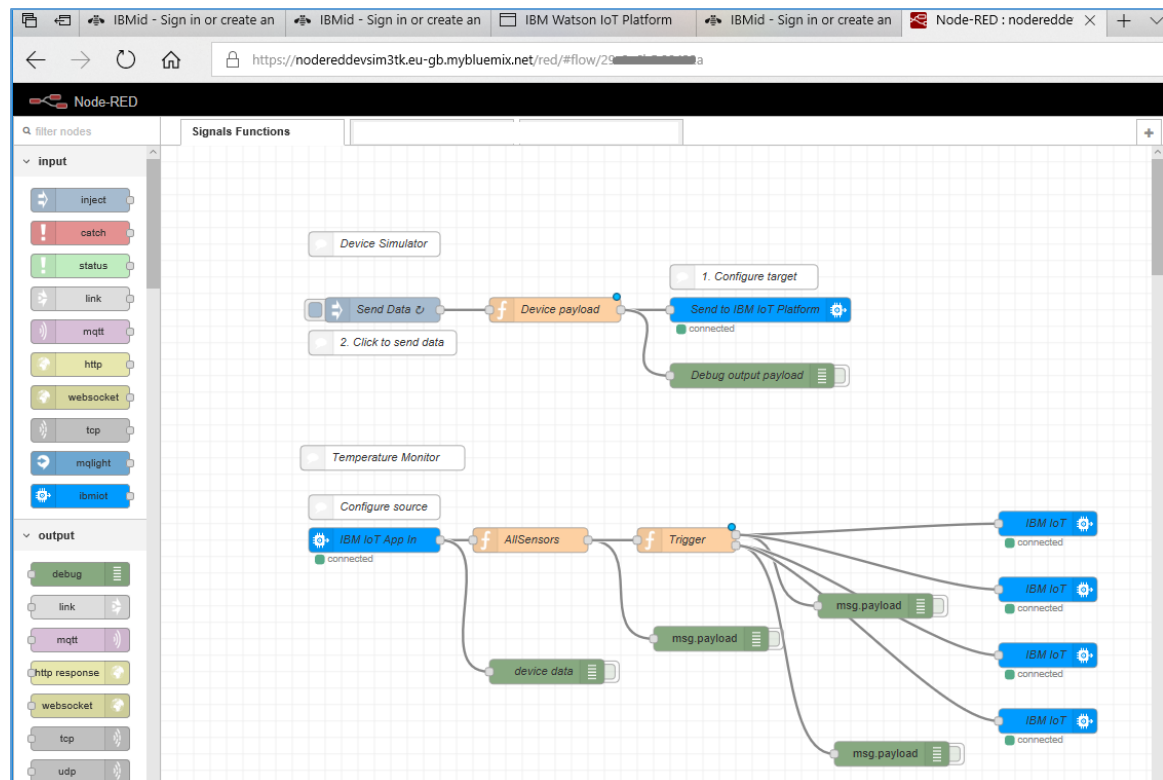 IBMid - Sign in or create an
IBMid - Sign in or create an
IBM Watson IoT Platform
IBMid - Sign in or create an
Node-RED : noderedde
https://nodereddevsim3tk.eu-gb.mybluemix.net/red/#flow/29
Node-RED
filter nodes
Signals Functions
input
inject
catch
status
link
mqtt
http
websocket
tcp
mqlight
ibmiot
output
debug
link
mqtt
http response
websocket
tcp
udp
Device Simulator
1. Configure target
Send Data ↻
Device payload
Send to IBM IoT Platform
connected
2. Click to send data
Debug output payload
Temperature Monitor
Configure source
IBM IoT App In
connected
AllSensors
Trigger
IBM IoT
connected
IBM IoT
connected
msg.payload
msg.payload
IBM IoT
connected
device data
IBM IoT
connected
msg.payload